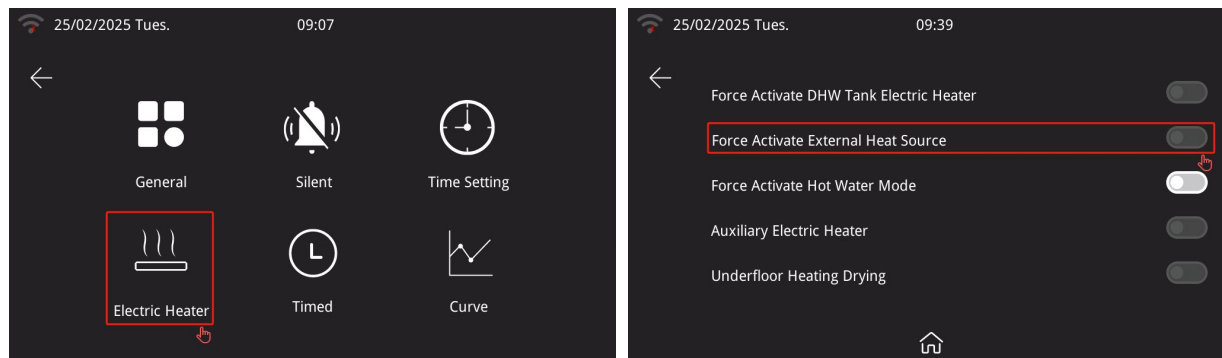 25/02/2025 Tues. 09:07
General Silent Time Setting
Electric Heater Timed Curve
25/02/2025 Tues. 09:39
Force Activate DHW Tank Electric Heater
Force Activate External Heat Source
Force Activate Hot Water Mode
Auxiliary Electric Heater
Underfloor Heating Drying